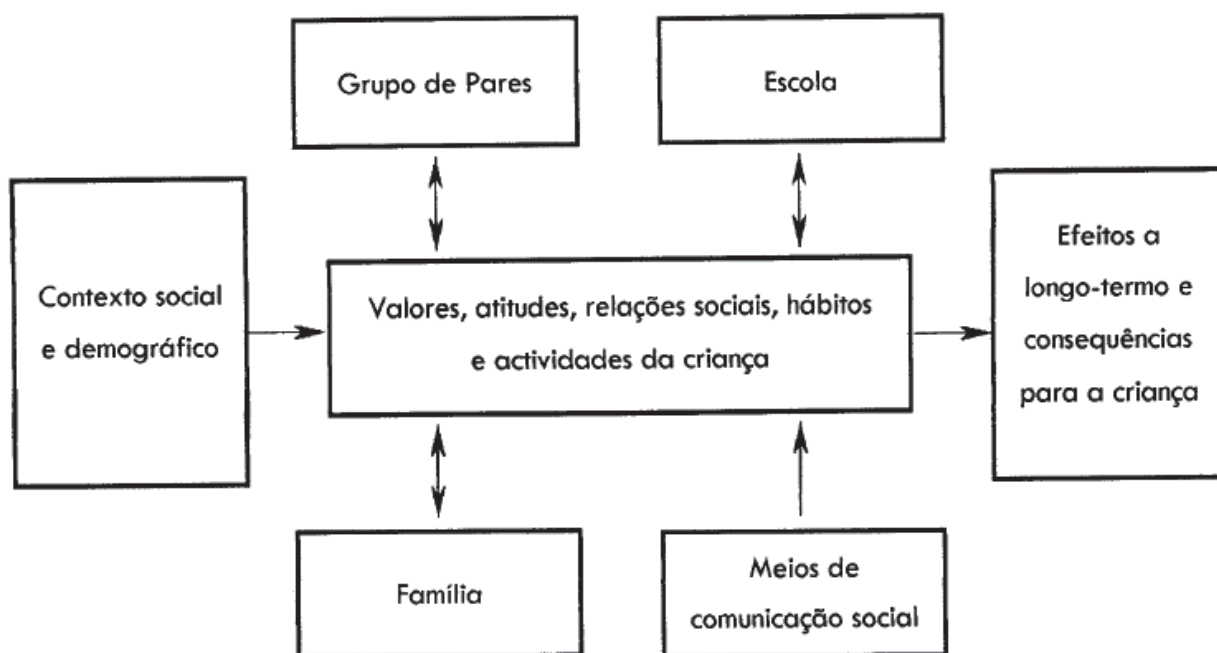 Grupo de Pares
Escola
Contexto social
e demográfico
Valores, atitudes, relações sociais, hábitos
e actividades da criança
Efeitos a
longo-termo e
consequências
para a criança
Família
Meios de
comunicação social